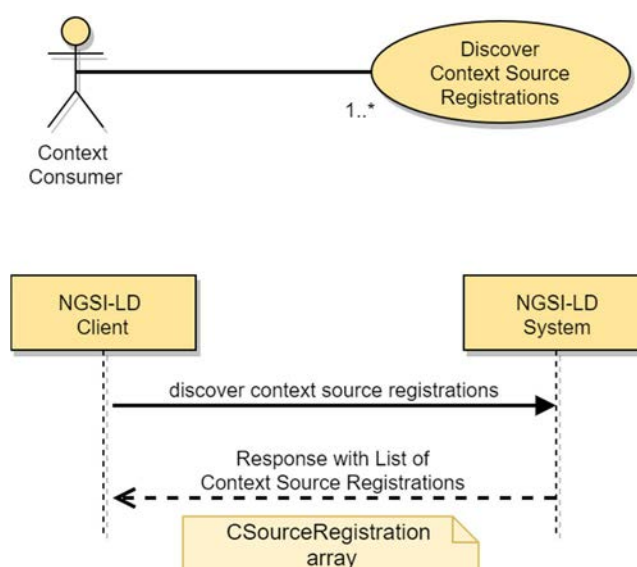 Discover
Context Source
Registrations
1..*
Context
Consumer
NGSI-LD
Client
NGSI-LD
System
discover context source registrations
Response with List of
Context Source Registrations
CSourceRegistration
array